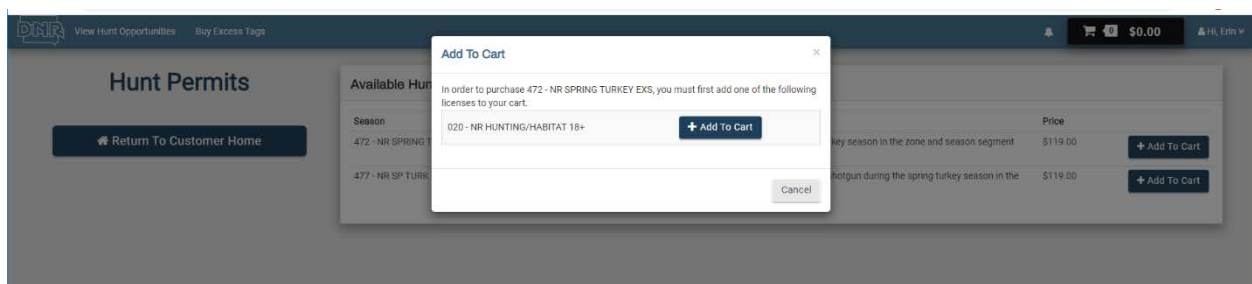 DNR View Hunt Opportunities Buy Excess Tags 0 $0.00 Hi, Erin
Hunt Permits
Return To Customer Home
Available Hun
Season Price
472 - NR SPRING T key season in the zone and season segment $119.00 + Add To Cart
477 - NR SP TURK hotgun during the spring turkey season in the $119.00 + Add To Cart
Add To Cart ×
In order to purchase 472 - NR SPRING TURKEY EXS, you must first add one of the following
licenses to your cart.
020 - NR HUNTING/HABITAT 18+ + Add To Cart
Cancel